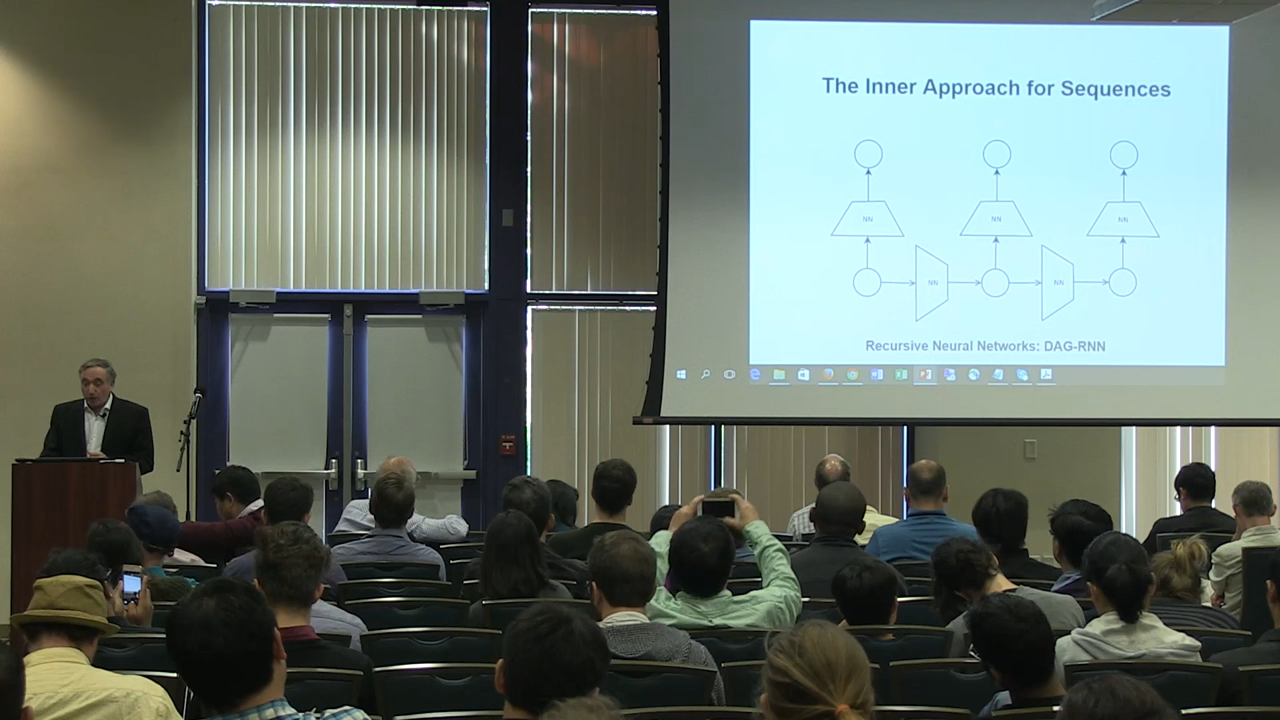 The Inner Approach for Sequences
NN NN NN
NN NN
Recursive Neural Networks: DAG-RNN